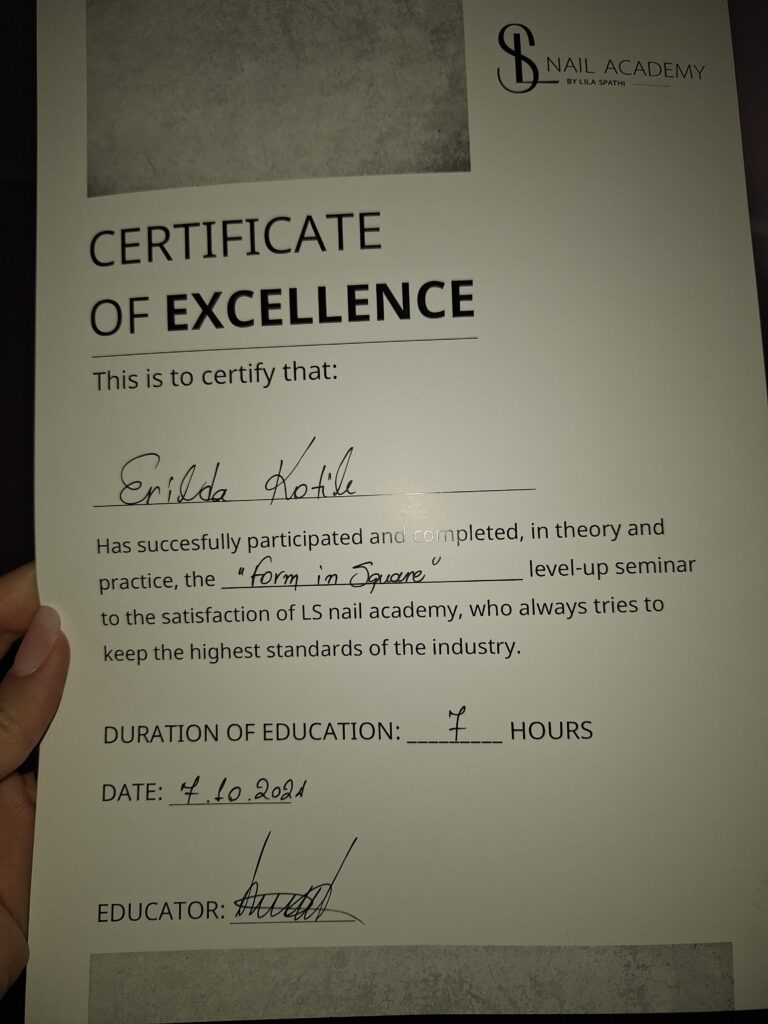 LS NAIL ACADEMY
BY LILA SPATHI
CERTIFICATE
OF EXCELLENCE
This is to certify that:
Erilda Kotile
Has succesfully participated and completed, in theory and
practice, the "form in Square" level-up seminar
to the satisfaction of LS nail academy, who always tries to
keep the highest standards of the industry.
DURATION OF EDUCATION: 7 HOURS
DATE: 7.10.2021
EDUCATOR: